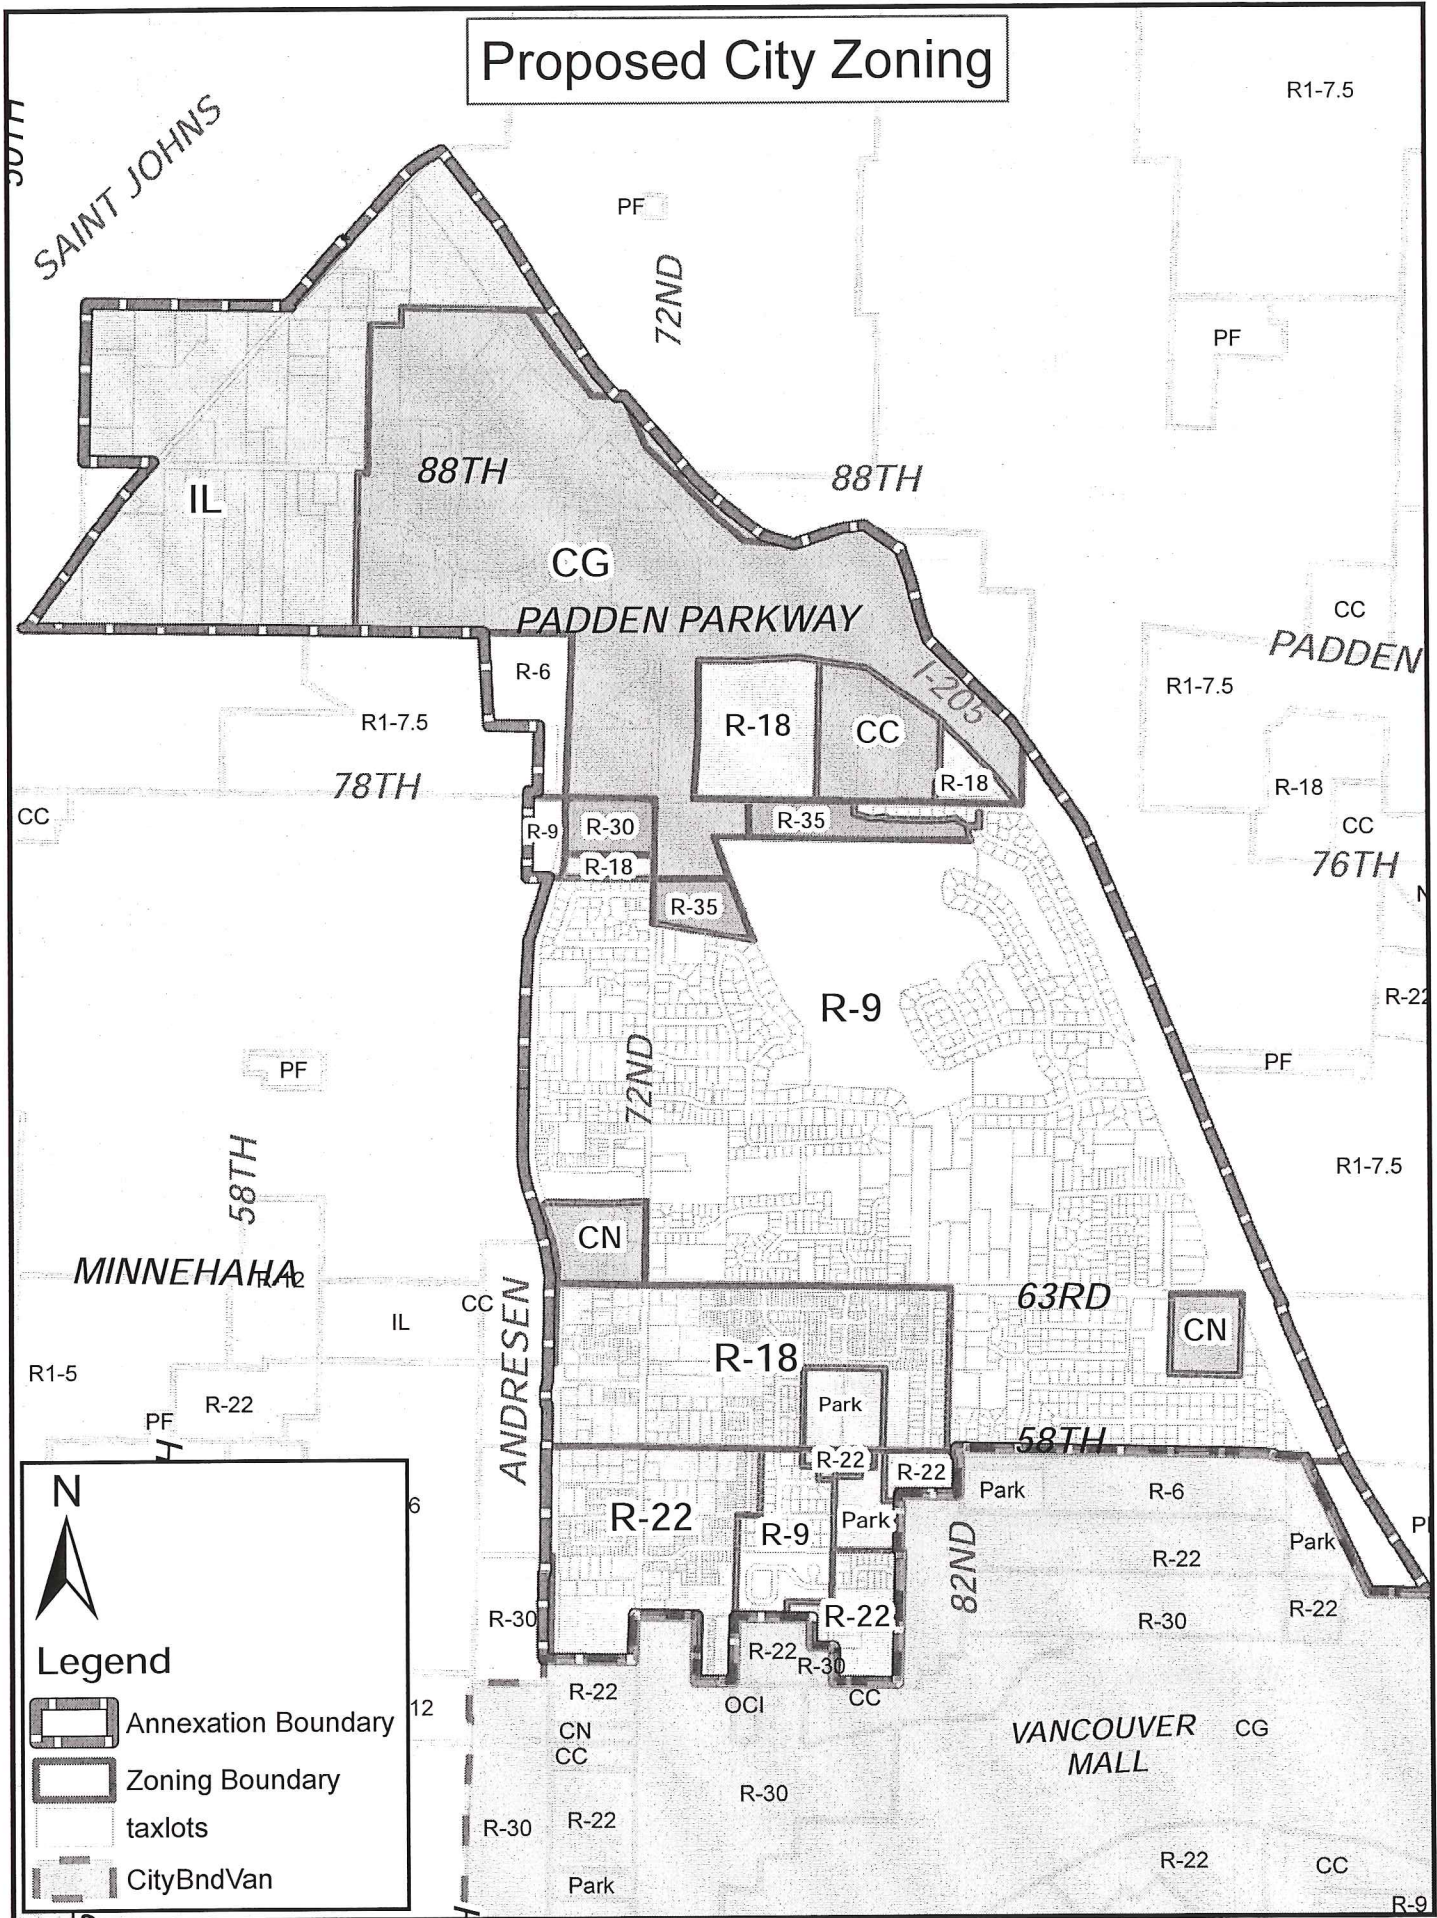 Proposed City Zoning
R1-7.5
50TH
SAINT JOHNS
PF
72ND
PF
88TH
88TH
IL
CG
PADDEN PARKWAY
CC
PADDEN
R-6
R1-7.5
I-205
R1-7.5
R-18
CC
78TH
R-18
R-18
CC
R-9
R-30
R-35
CC
R-18
76TH
R-35
R-9
R-22
72ND
PF
PF
58TH
R1-7.5
CN
MINNEHAHA
R-12
CC
63RD
IL
ANDRESEN
CN
R-18
R1-5
R-22
Park
PF
58TH
R-22
R-22
Park
R-6
R-22
R-9
Park
Park
R-22
82ND
R-30
R-22
R-22
R-30
R-22
R-30
R-22
OCI
CC
CN
CC
VANCOUVER
MALL
CG
R-30
R-30
R-22
R-22
CC
Park
R-9
N
6
12
Legend
Annexation Boundary
Zoning Boundary
taxlots
CityBndVan